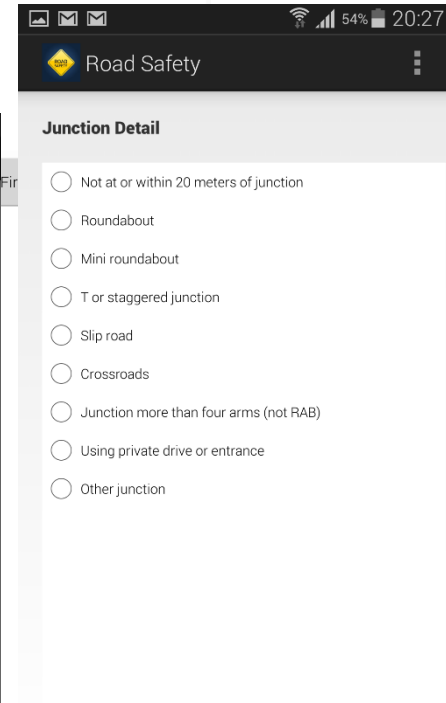 54% 20:27
Road Safety
Junction Detail
Fir
Not at or within 20 meters of junction
Roundabout
Mini roundabout
T or staggered junction
Slip road
Crossroads
Junction more than four arms (not RAB)
Using private drive or entrance
Other junction